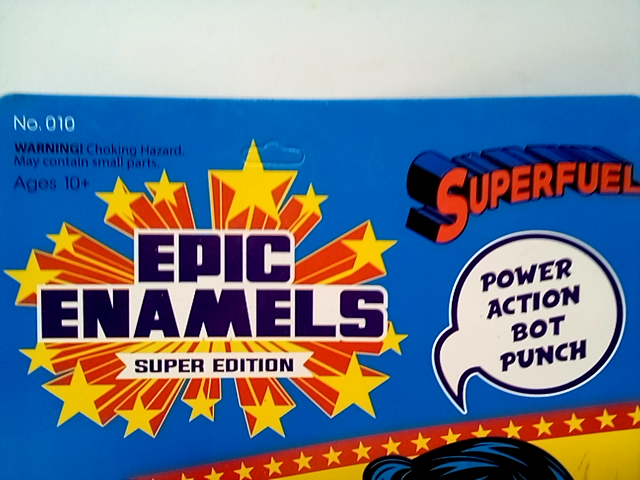 No. 010
WARNING! Choking Hazard.
May contain small parts.
Ages 10+
EPIC
ENAMELS
SUPER EDITION
SUPERFUEL
POWER
ACTION
BOT
PUNCH